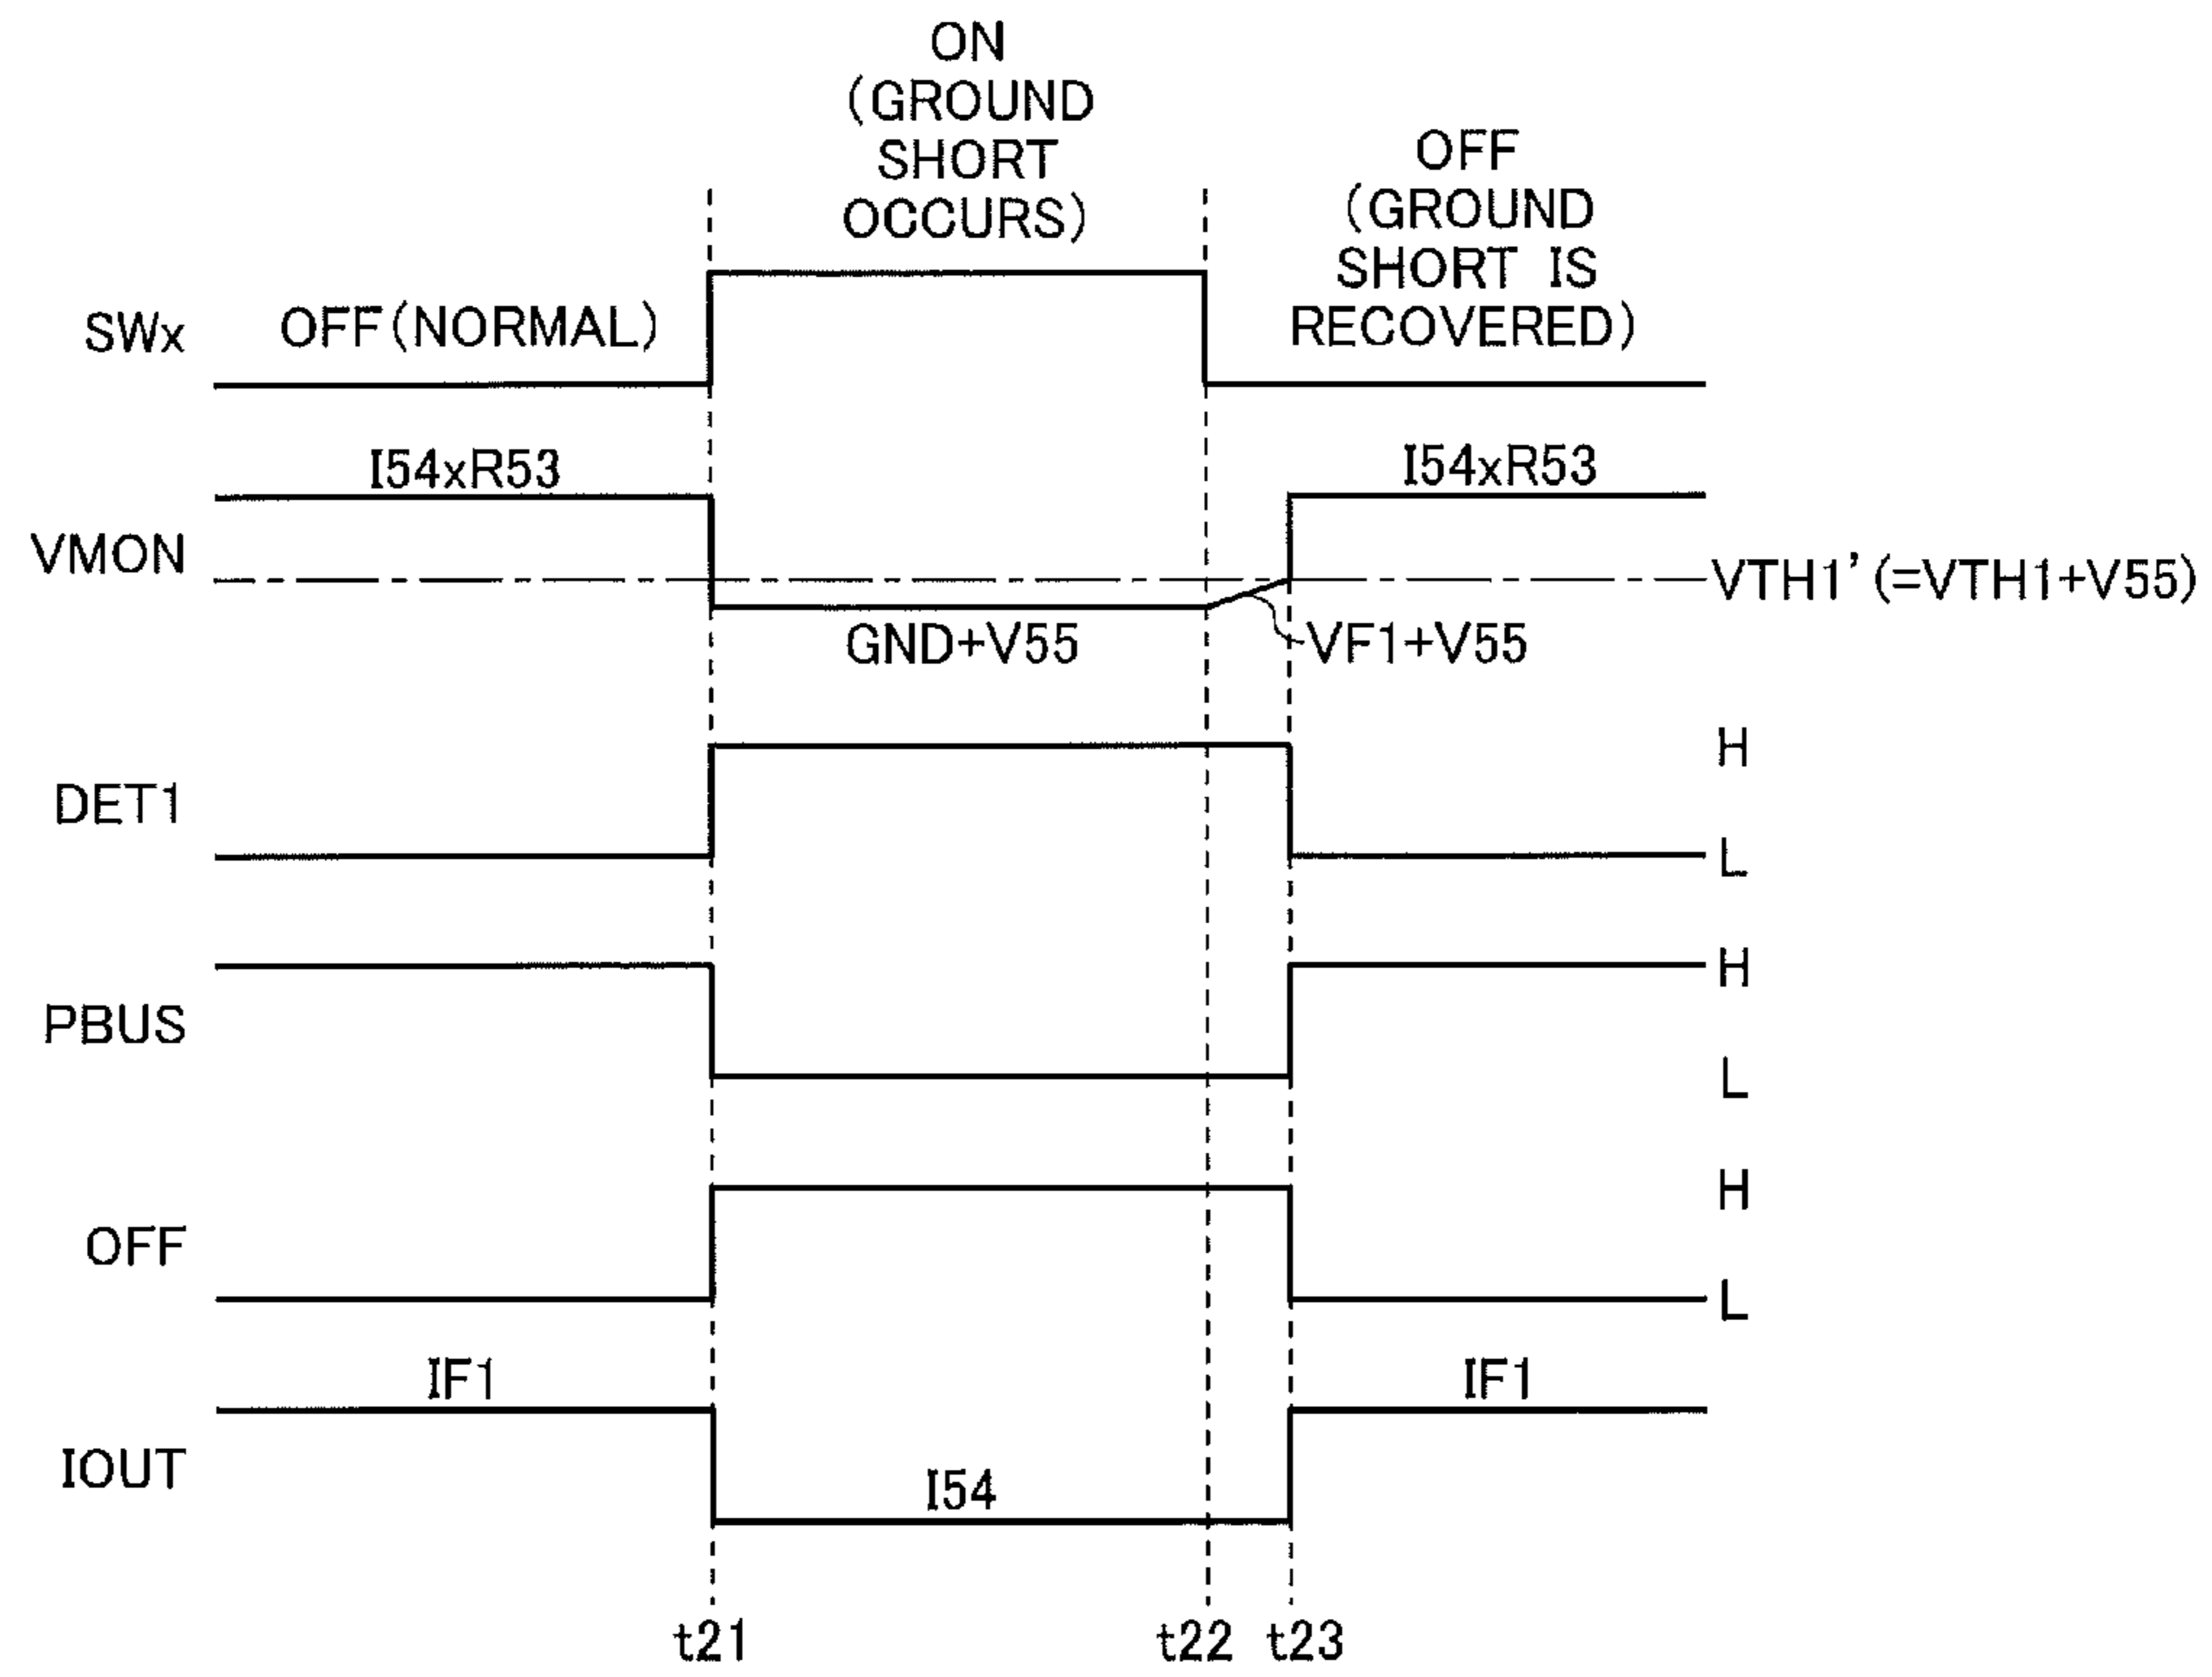 ON
(GROUND
SHORT
OCCURS)
OFF
(GROUND
SHORT IS
RECOVERED)
SWx
OFF(NORMAL)
I54xR53
I54xR53
VMON
VTH1'(=VTH1+V55)
GND+V55
VF1+V55
H
DET1
L
H
PBUS
L
H
OFF
L
IF1
IF1
IOUT
I54
t21
t22
t23